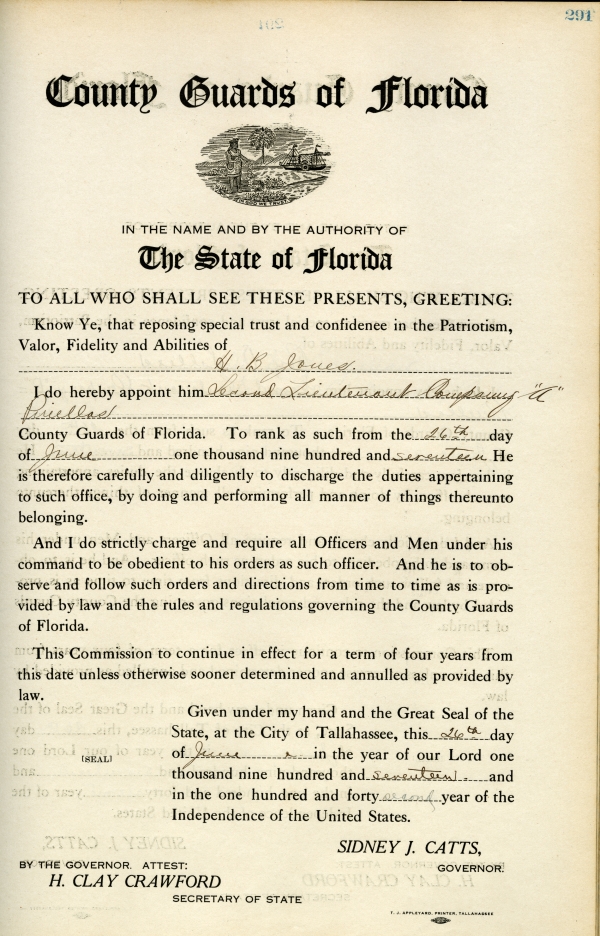 291
County Guards of Florida
IN GOD WE TRUST
IN THE NAME AND BY THE AUTHORITY OF
The State of Florida
TO ALL WHO SHALL SEE THESE PRESENTS, GREETING:
Know Ye, that reposing special trust and confidenee in the Patriotism,
Valor, Fidelity and Abilities of
H. B. Jones.
I do hereby appoint him Second Lieutenant Company "A"
Pinellas
County Guards of Florida. To rank as such from the 26th day
of June one thousand nine hundred and seventeen He
is therefore carefully and diligently to discharge the duties appertaining
to such office, by doing and performing all manner of things thereunto
belonging.
And I do strictly charge and require all Officers and Men under his
command to be obedient to his orders as such officer. And he is to ob-
serve and follow such orders and directions from time to time as is pro-
vided by law and the rules and regulations governing the County Guards
of Florida.
This Commission to continue in effect for a term of four years from
this date unless otherwise sooner determined and annulled as provided by
law.
Given under my hand and the Great Seal of the
State, at the City of Tallahassee, this 26th day
[SEAL] of June in the year of our Lord one
thousand nine hundred and seventeen. and
in the one hundred and forty second year of the
Independence of the United States.
SIDNEY J. CATTS,
GOVERNOR.
BY THE GOVERNOR. ATTEST:
H. CLAY CRAWFORD
SECRETARY OF STATE
T. J. APPLEYARD, PRINTER, TALLAHASSEE